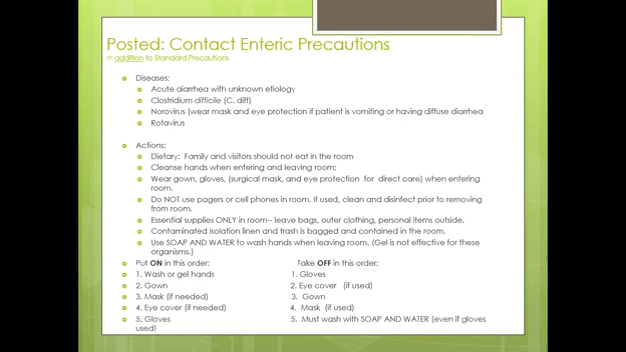 Posted: Contact Enteric Precautions
in addition to Standard Precautions
Diseases:
Acute diarrhea with unknown etiology
Clostridium difficile (C. diff)
Norovirus (wear mask and eye protection if patient is vomiting or having diffuse diarrhea
Rotavirus
Actions:
Dietary: Family and visitors should not eat in the room
Cleanse hands when entering and leaving room;
Wear gown, gloves, (surgical mask, and eye protection for direct care) when entering
room.
Do NOT use pagers or cell phones in room. If used, clean and disinfect prior to removing
from room.
Essential supplies ONLY in room-- leave bags, outer clothing, personal items outside.
Contaminated isolation linen and trash is bagged and contained in the room.
Use SOAP AND WATER to wash hands when leaving room. (Gel is not effective for these
organisms.)
Put ON in this order: Take OFF in this order:
1. Wash or gel hands 1. Gloves
2. Gown 2. Eye cover (if used)
3. Mask (if needed) 3. Gown
4. Eye cover (if needed) 4. Mask (if used)
5. Gloves 5. Must wash with SOAP AND WATER (even if gloves
used)